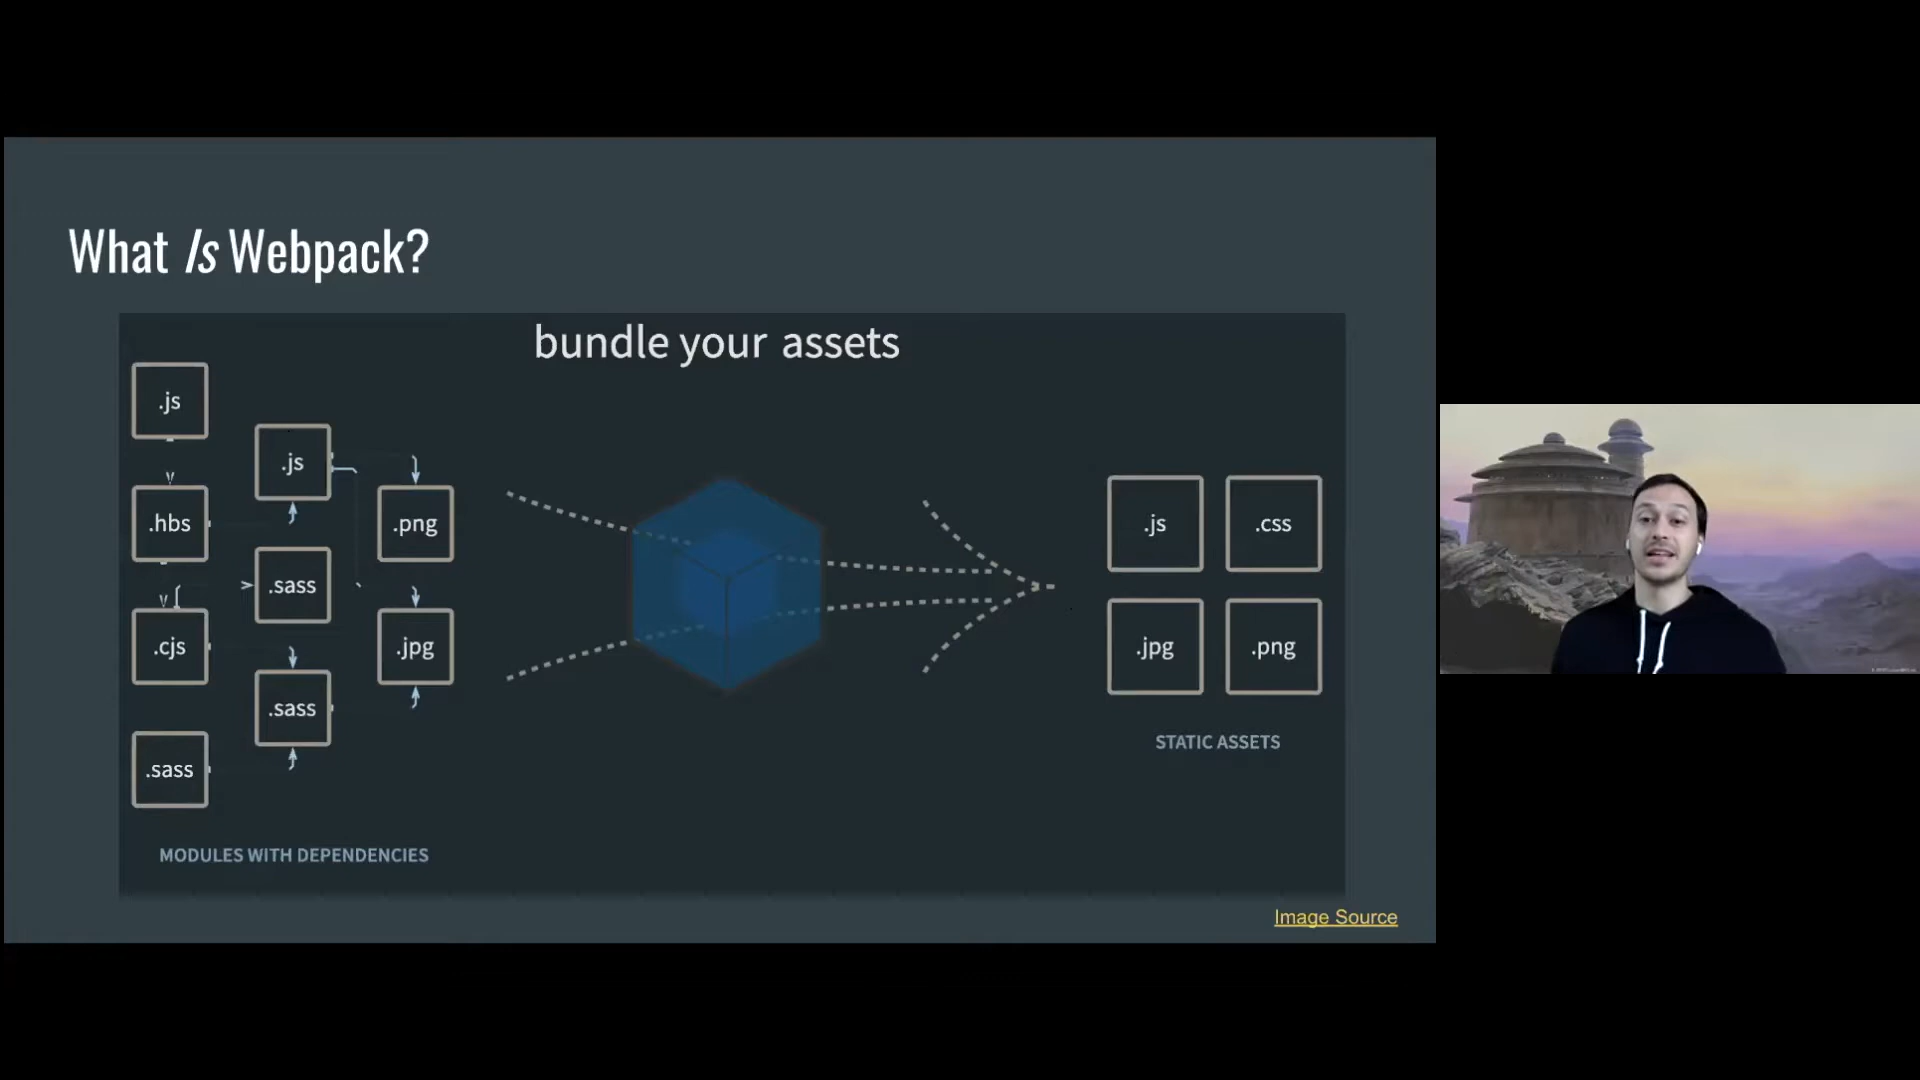 What Is Webpack?
bundle your assets
.js
.js
.hbs
.png
.sass
.cjs
.jpg
.sass
.sass
MODULES WITH DEPENDENCIES
.js
.css
.jpg
.png
STATIC ASSETS
Image Source